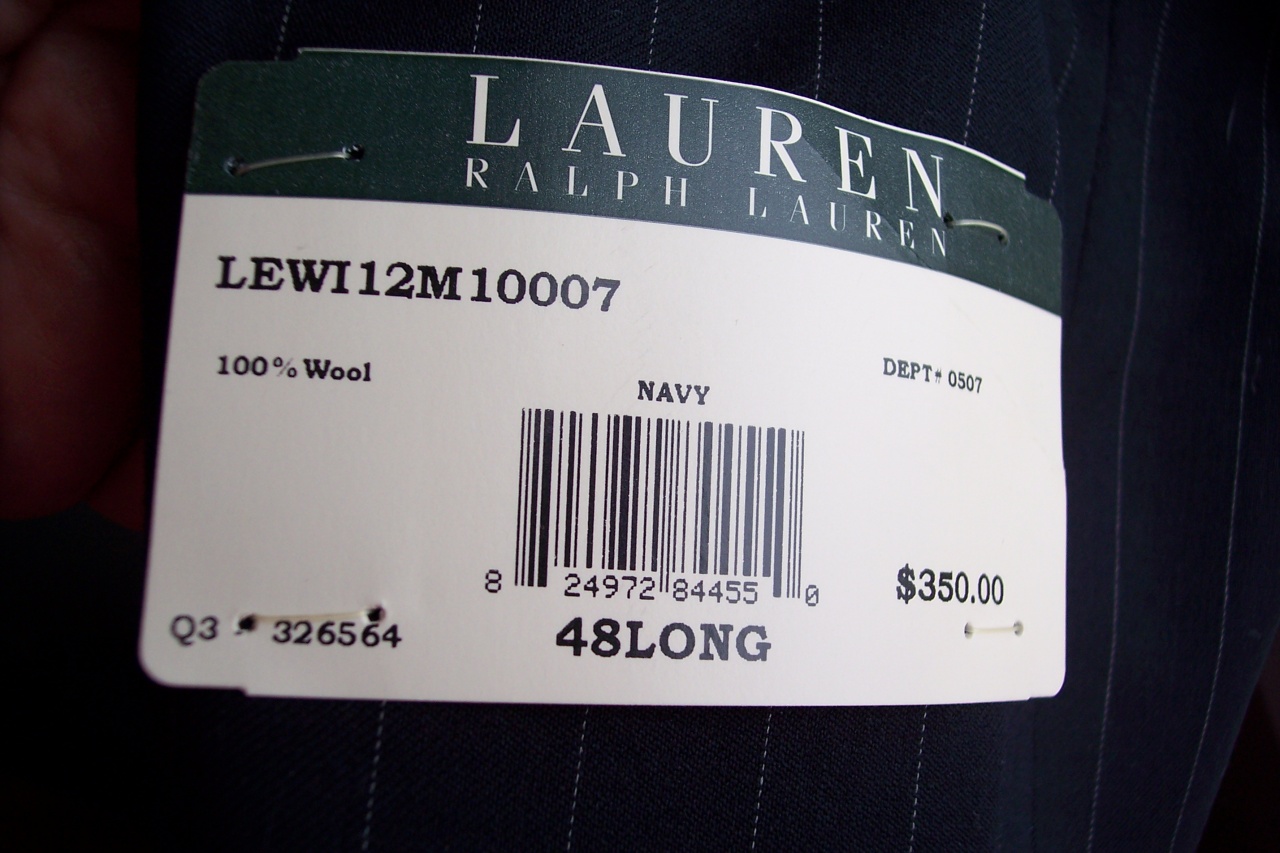 LAUREN
RALPH LAUREN
LEWI12M10007
100% Wool
DEPT# 0507
NAVY
8 24972 84455 0
$350.00
Q3 326564
48LONG